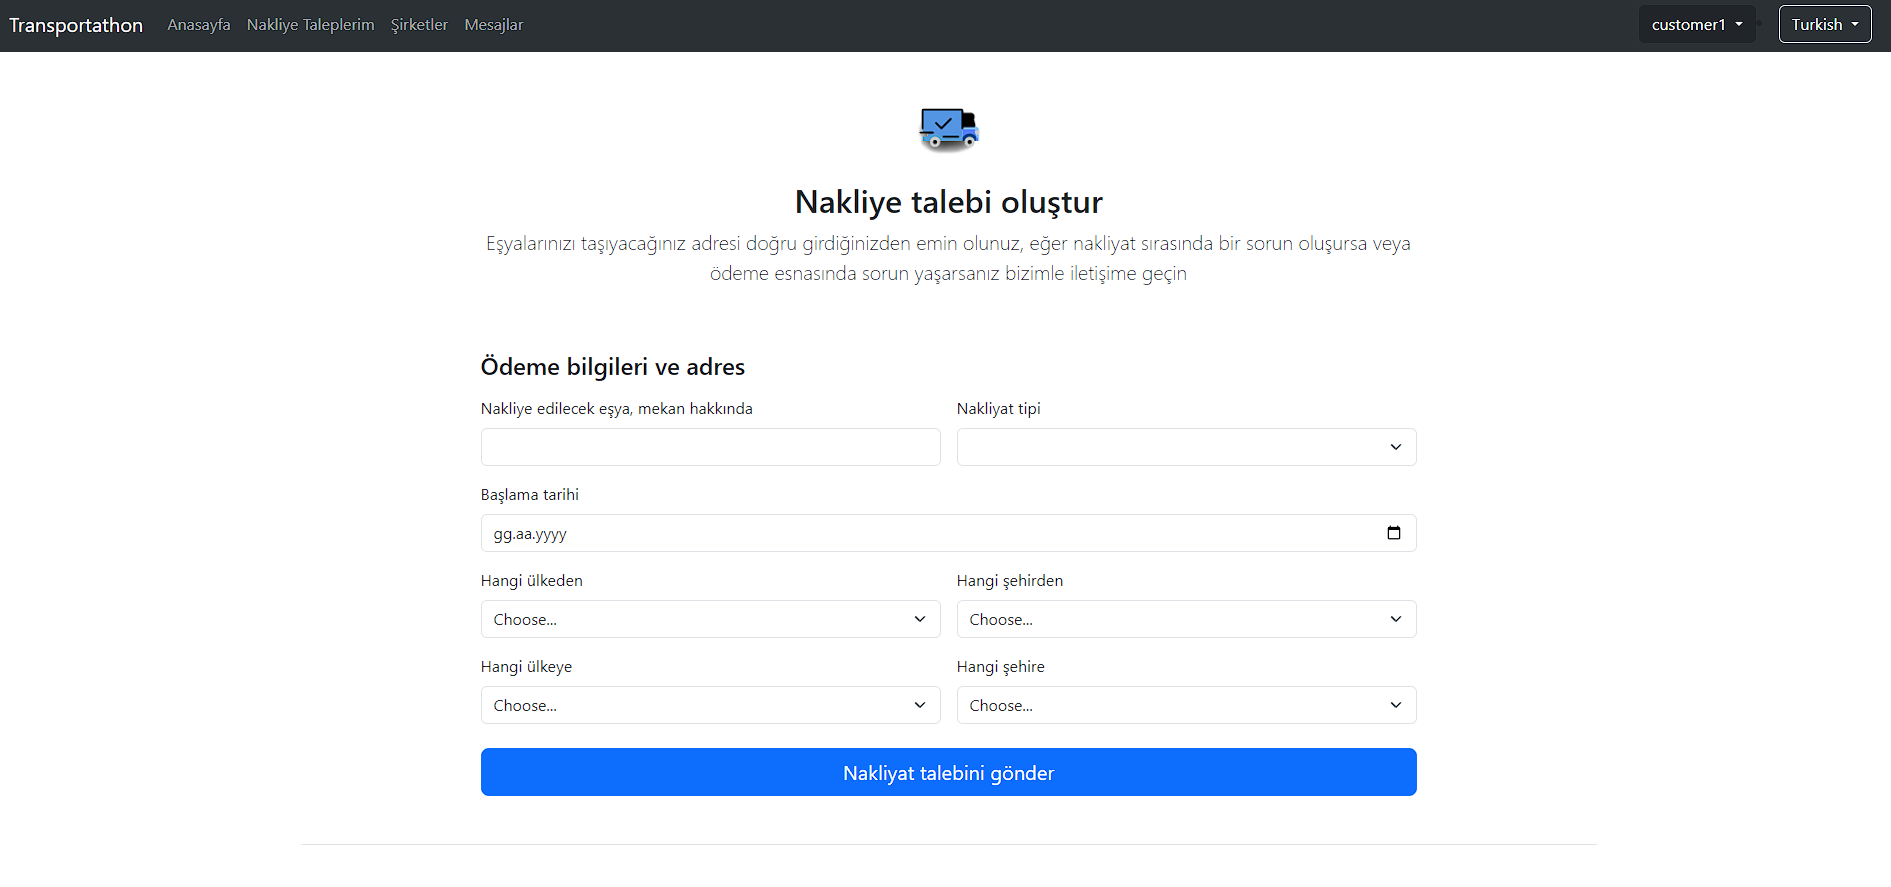 Transportathon Anasayfa Nakliye Taleplerim Şirketler Mesajlar customer1 Turkish
Nakliye talebi oluştur
Eşyalarınızı taşıyacağınız adresi doğru girdiğinizden emin olunuz, eğer nakliyat sırasında bir sorun oluşursa veya
ödeme esnasında sorun yaşarsanız bizimle iletişime geçin
Ödeme bilgileri ve adres
Nakliye edilecek eşya, mekan hakkında Nakliyat tipi
Başlama tarihi
gg.aa.yyyy
Hangi ülkeden Hangi şehirden
Choose... Choose...
Hangi ülkeye Hangi şehire
Choose... Choose...
Nakliyat talebini gönder